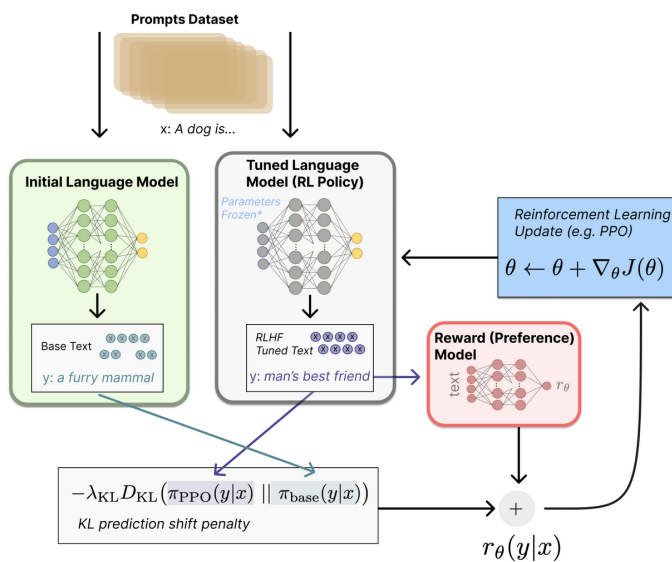 Prompts Dataset
x: A dog is...
Initial Language Model
Tuned Language
Model (RL Policy)
Parameters
Frozen*
Reinforcement Learning
Update (e.g. PPO)
θ ← θ + ∇θJ(θ)
Base Text
x x x x
x x x x
y: a furry mammal
RLHF
Tuned Text
x x x x
x x x x
y: man's best friend
Reward (Preference)
Model
text
rθ
−λKL DKL(πPPO(y|x) || πbase(y|x))
KL prediction shift penalty
+
rθ(y|x)